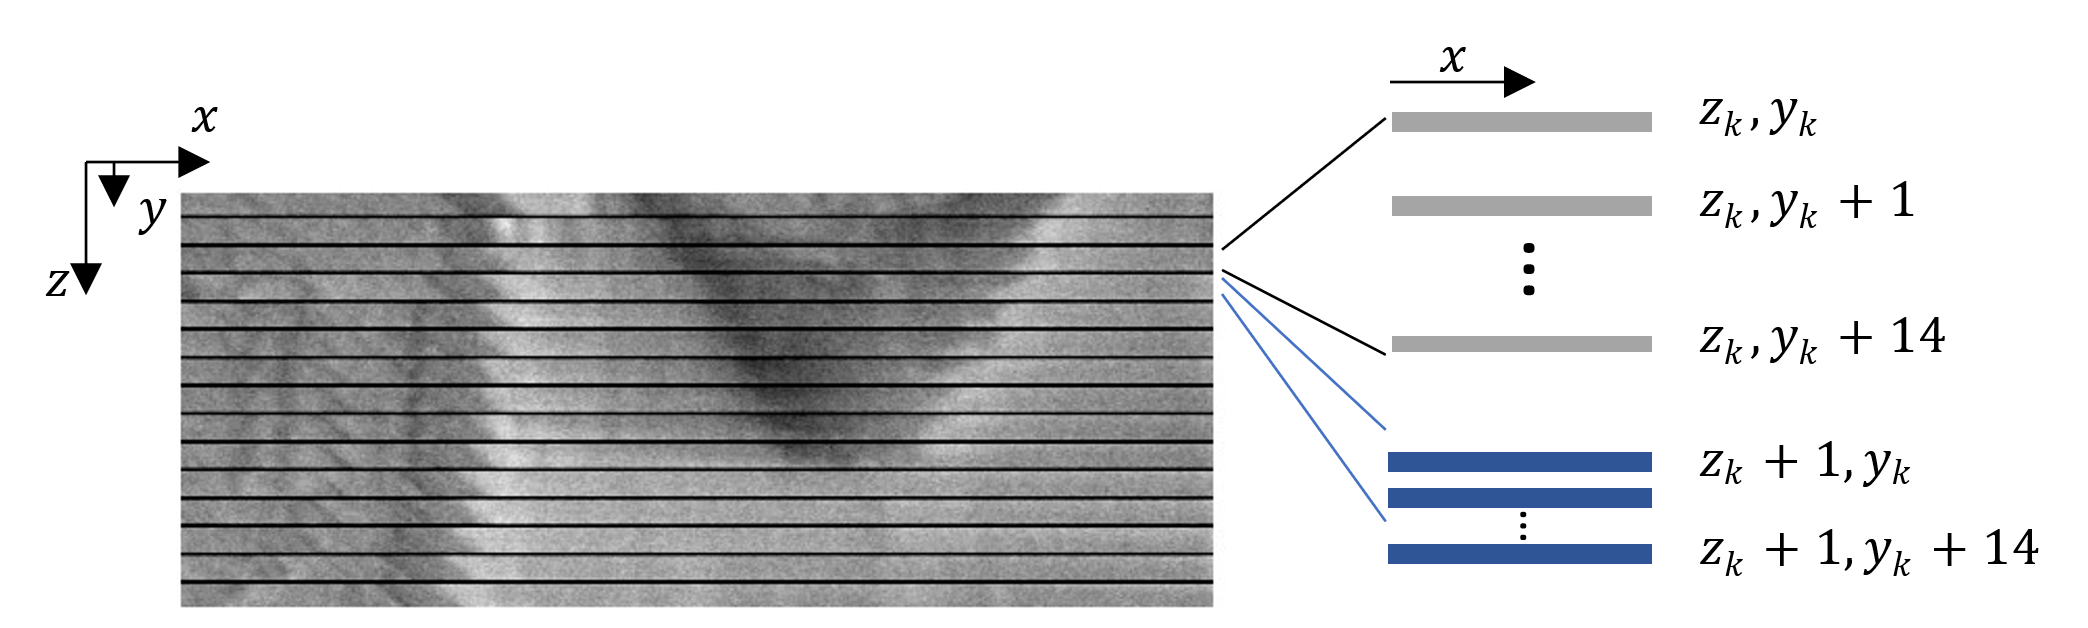 x
y
z
x
z_k, y_k
z_k, y_k + 1
z_k, y_k + 14
z_k + 1, y_k
z_k + 1, y_k + 14